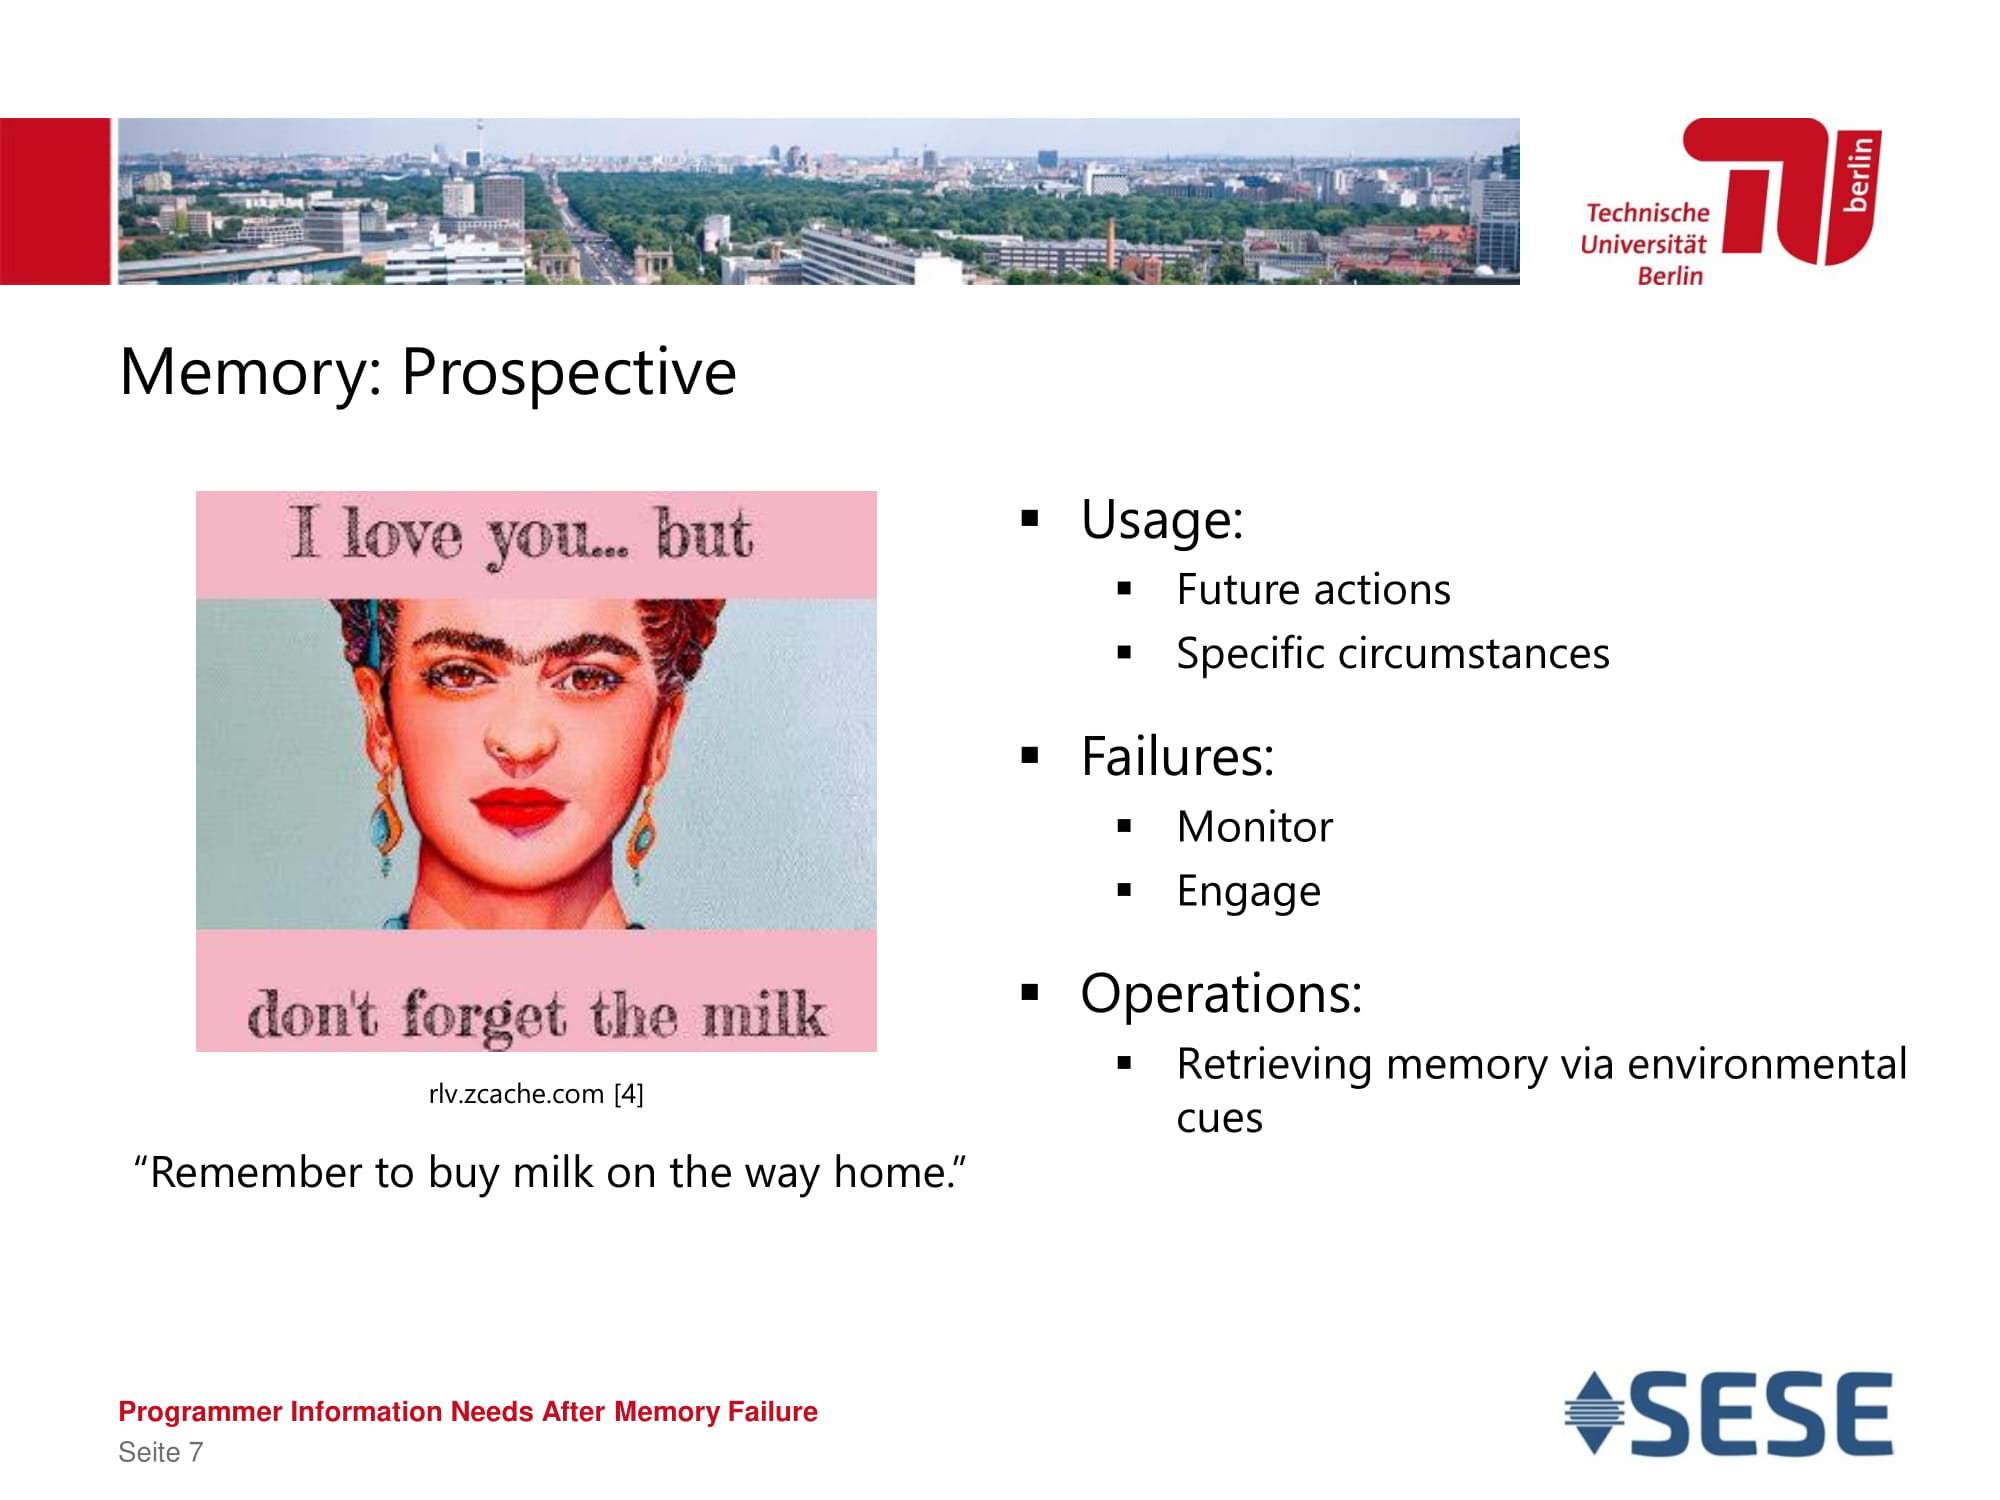 Technische
Universität
Berlin
berlin
Memory: Prospective
I love you... but
don't forget the milk
rlv.zcache.com [4]
“Remember to buy milk on the way home.”
▪ Usage:
▪ Future actions
▪ Specific circumstances
▪ Failures:
▪ Monitor
▪ Engage
▪ Operations:
▪ Retrieving memory via environmental
cues
Programmer Information Needs After Memory Failure
Seite 7
SESE